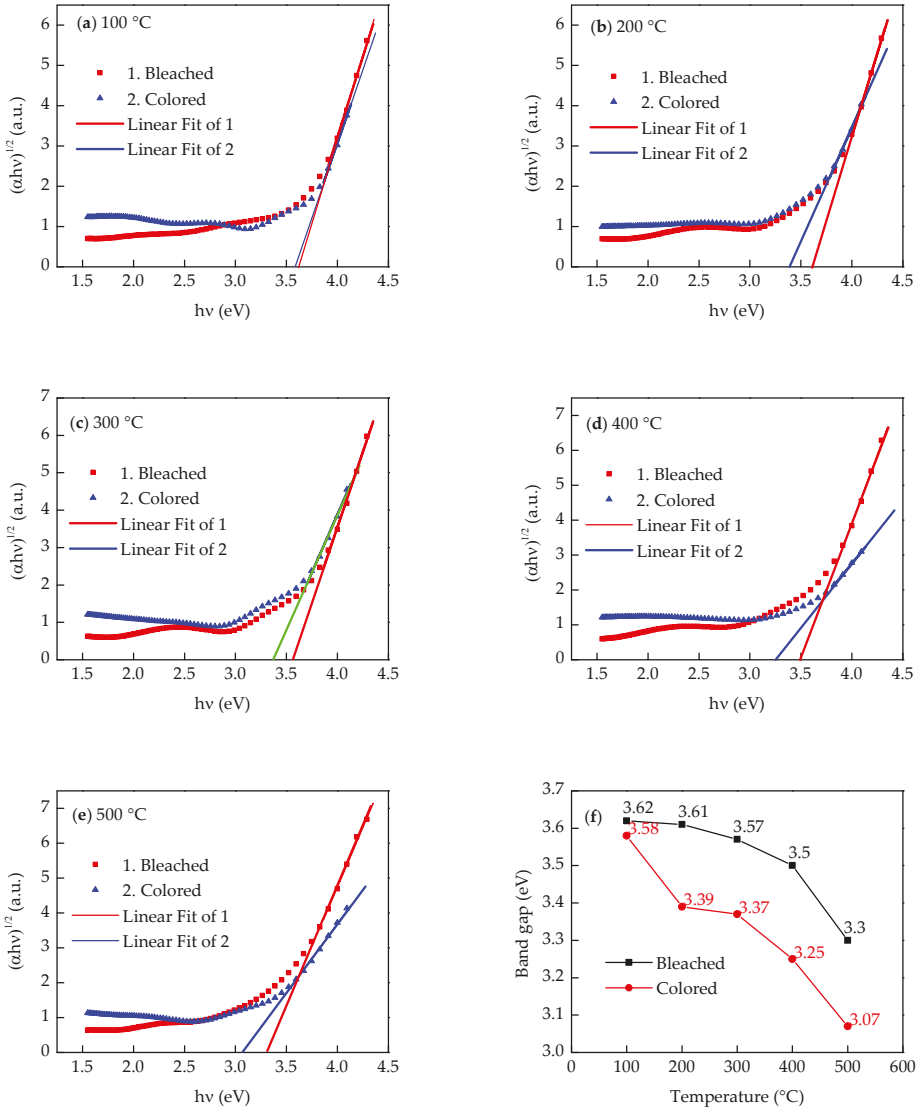 (a) 100 °C
1. Bleached
2. Colored
Linear Fit of 1
Linear Fit of 2
(αhν)^1/2 (a.u.)
6
5
4
3
2
1
0
1.5 2.0 2.5 3.0 3.5 4.0 4.5
hν (eV)
(b) 200 °C
1. Bleached
2. Colored
Linear Fit of 1
Linear Fit of 2
(αhν)^1/2 (a.u.)
6
5
4
3
2
1
0
1.5 2.0 2.5 3.0 3.5 4.0 4.5
hν (eV)
(c) 300 °C
1. Bleached
2. Colored
Linear Fit of 1
Linear Fit of 2
(αhν)^1/2 (a.u.)
7
6
5
4
3
2
1
0
1.5 2.0 2.5 3.0 3.5 4.0 4.5
hν (eV)
(d) 400 °C
1. Bleached
2. Colored
Linear Fit of 1
Linear Fit of 2
(αhν)^1/2 (a.u.)
7
6
5
4
3
2
1
0
1.5 2.0 2.5 3.0 3.5 4.0 4.5
hν (eV)
(e) 500 °C
1. Bleached
2. Colored
Linear Fit of 1
Linear Fit of 2
(αhν)^1/2 (a.u.)
7
6
5
4
3
2
1
0
1.5 2.0 2.5 3.0 3.5 4.0 4.5
hν (eV)
(f)
3.62 3.61 3.57 3.5 3.3
3.58 3.39 3.37 3.25 3.07
Bleached
Colored
Band gap (eV)
3.7
3.6
3.5
3.4
3.3
3.2
3.1
3.0
0 100 200 300 400 500 600
Temperature (°C)